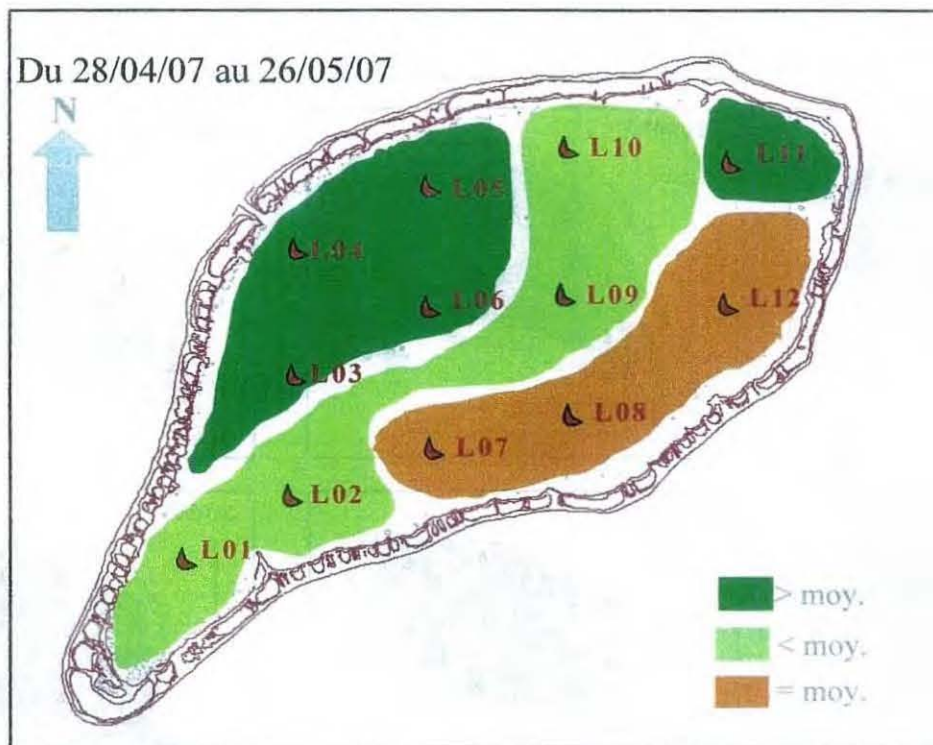 Du 28/04/07 au 26/05/07
N
L10
L11
L05
L04
L06
L09
L12
L03
L08
L07
L02
L01
> moy.
< moy.
= moy.